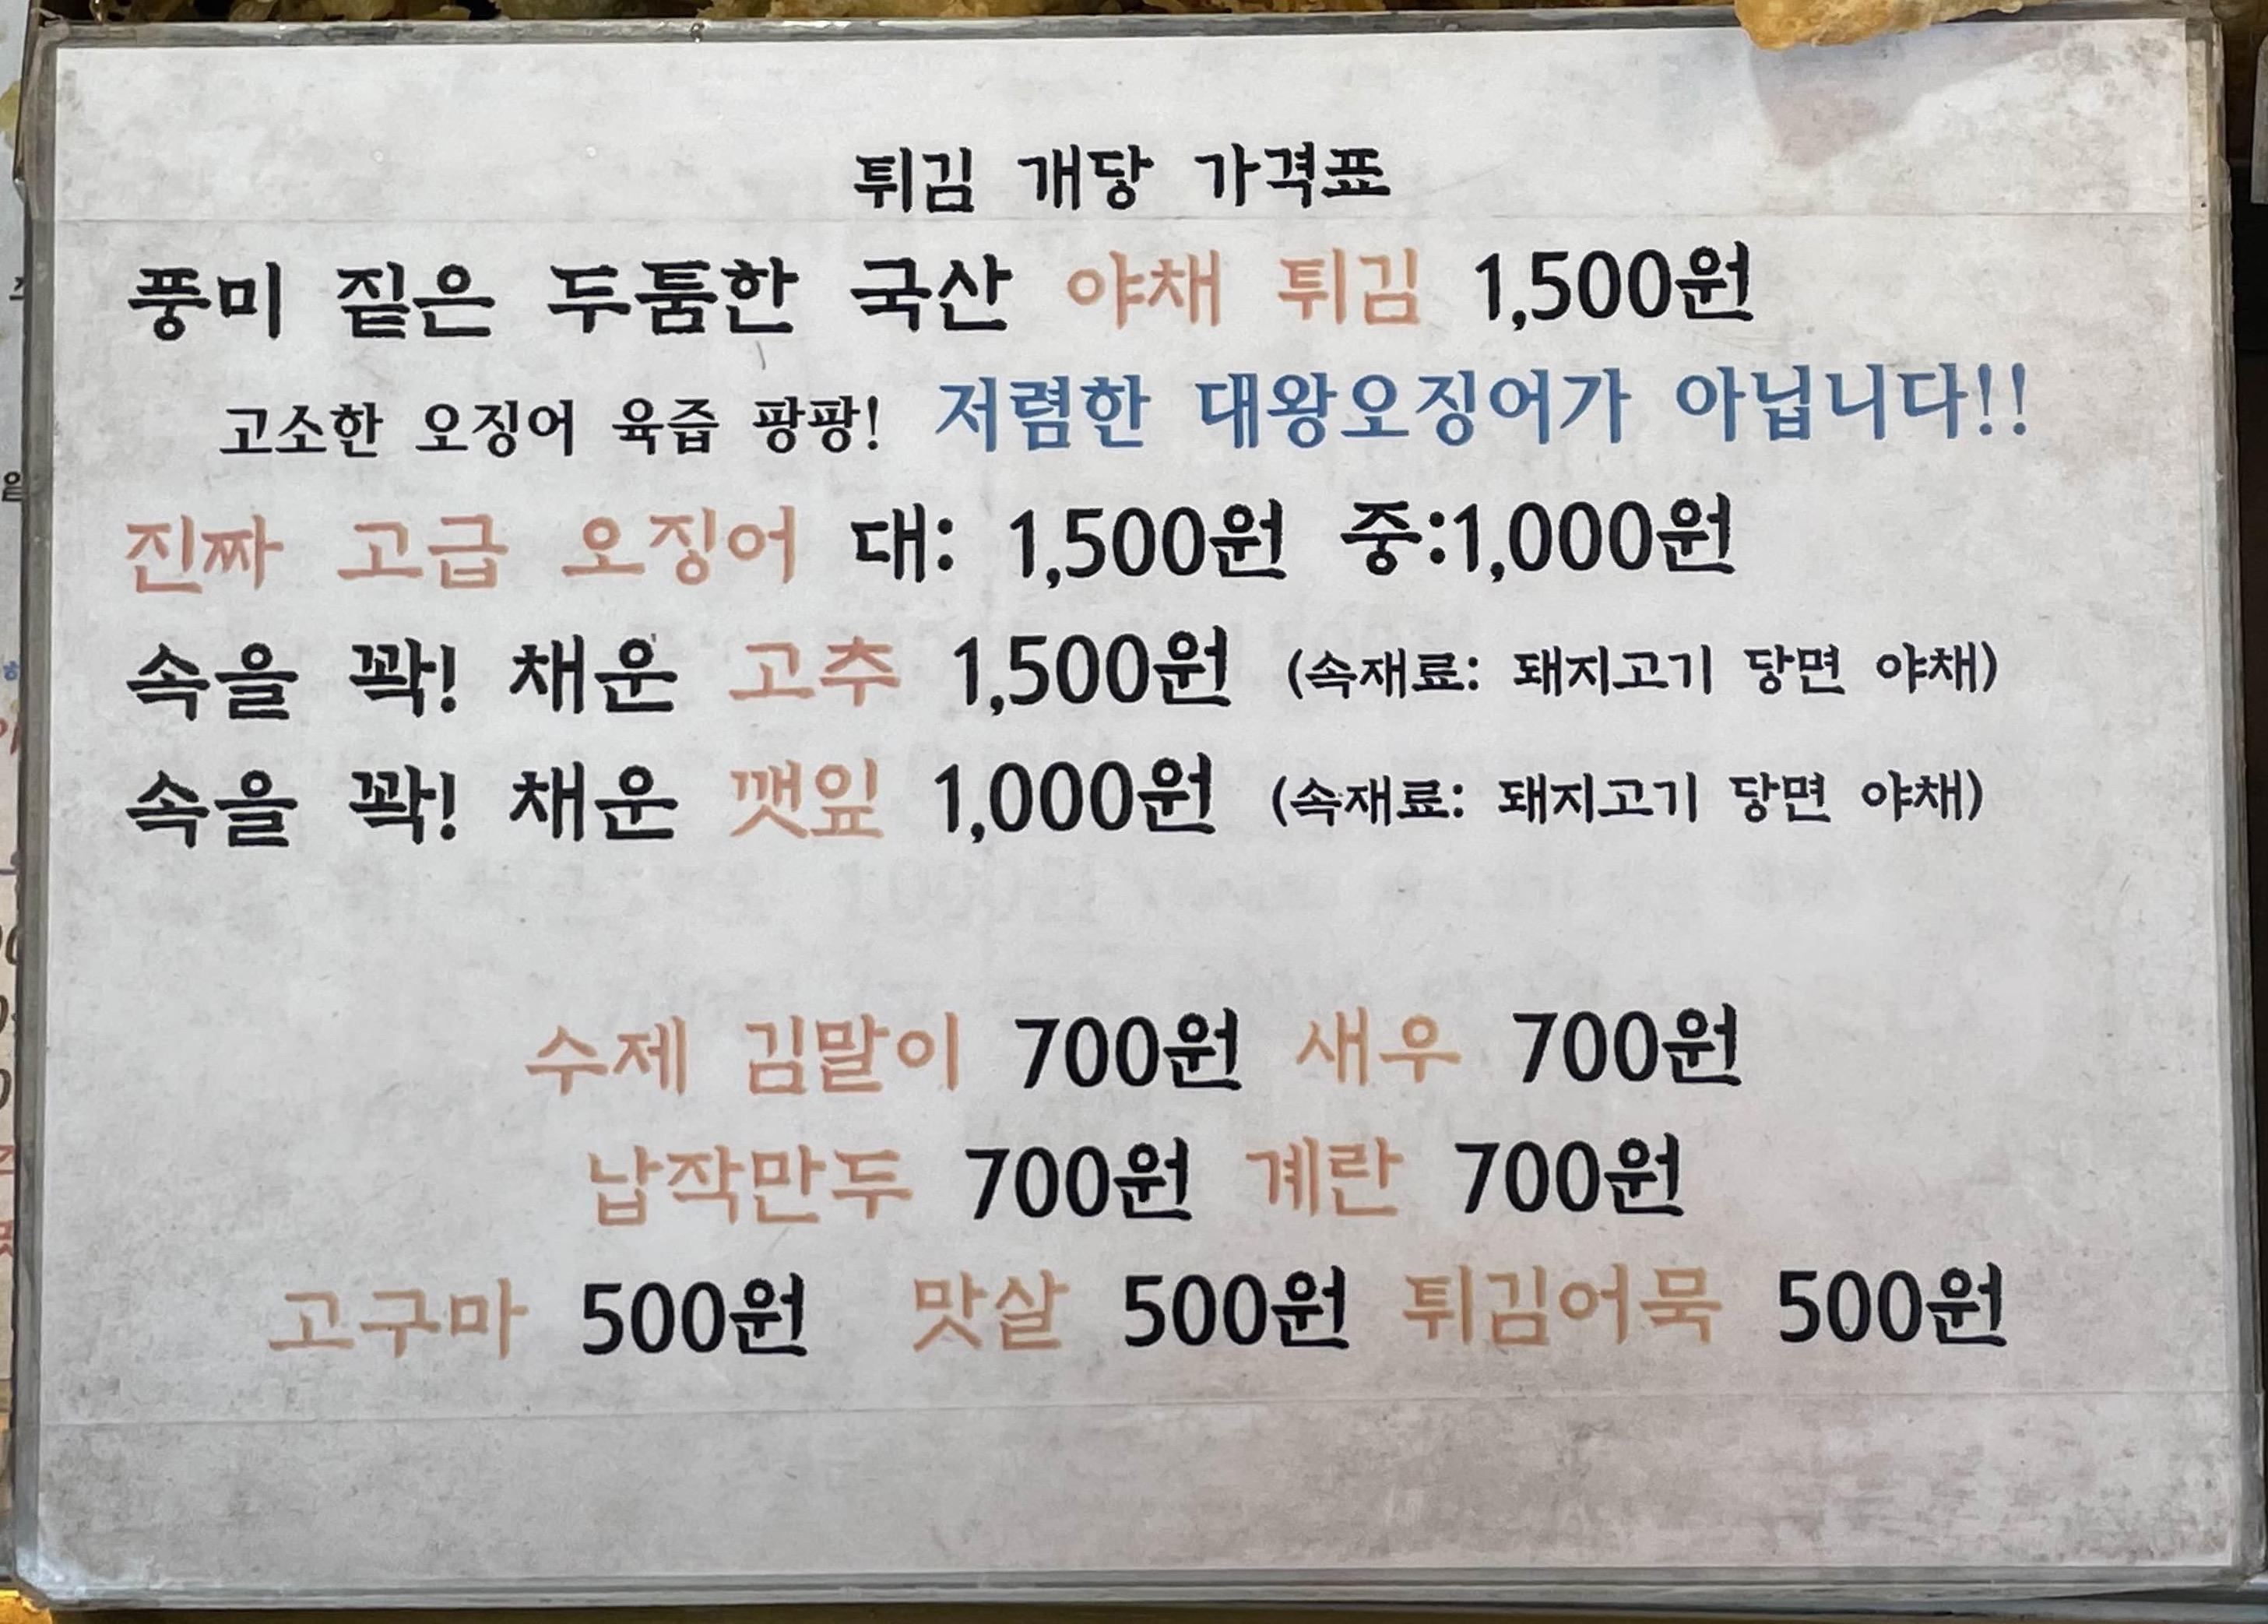 튀김 개당 가격표
풍미 짙은 두툼한 국산 야채 튀김 1,500원
고소한 오징어 육즙 팡팡! 저렴한 대왕오징어가 아닙니다!!
진짜 고급 오징어 대: 1,500원 중:1,000원
속을 꽉! 채운 고추 1,500원 (속재료: 돼지고기 당면 야채)
속을 꽉! 채운 깻잎 1,000원 (속재료: 돼지고기 당면 야채)
수제 김말이 700원 새우 700원
납작만두 700원 계란 700원
고구마 500원 맛살 500원 튀김어묵 500원